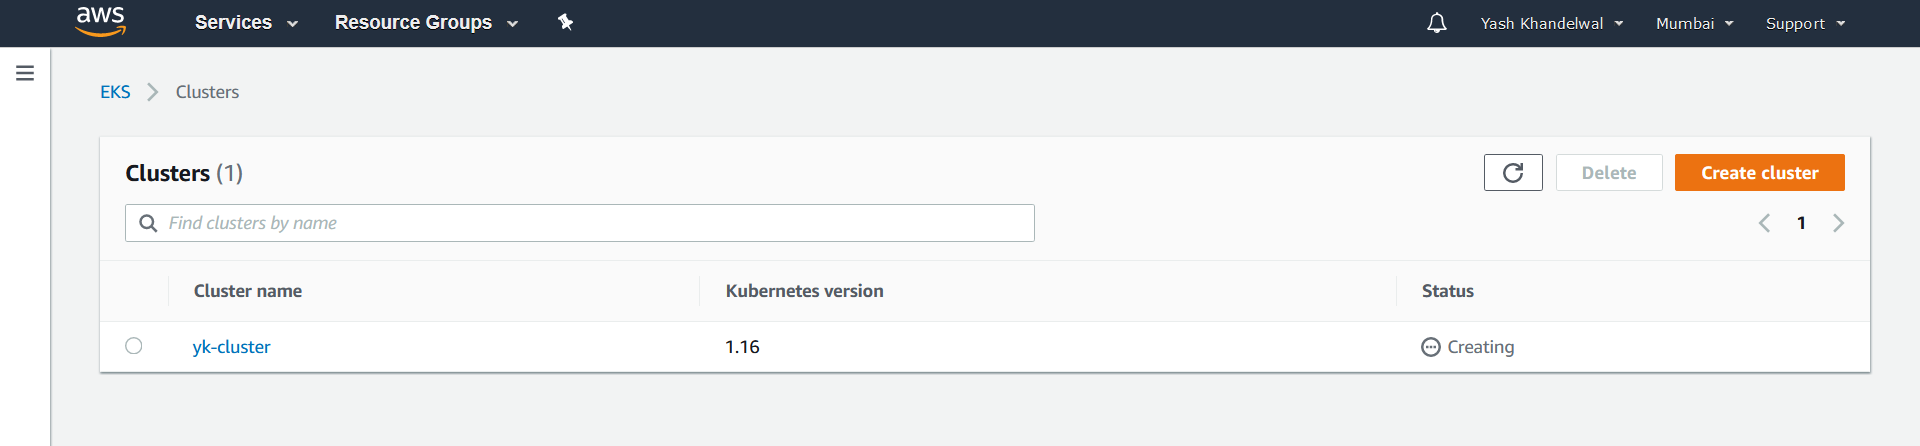 aws Services Resource Groups Yash Khandelwal Mumbai Support
EKS Clusters
Clusters (1) Delete Create cluster
Find clusters by name 1
Cluster name Kubernetes version Status
yk-cluster 1.16 Creating